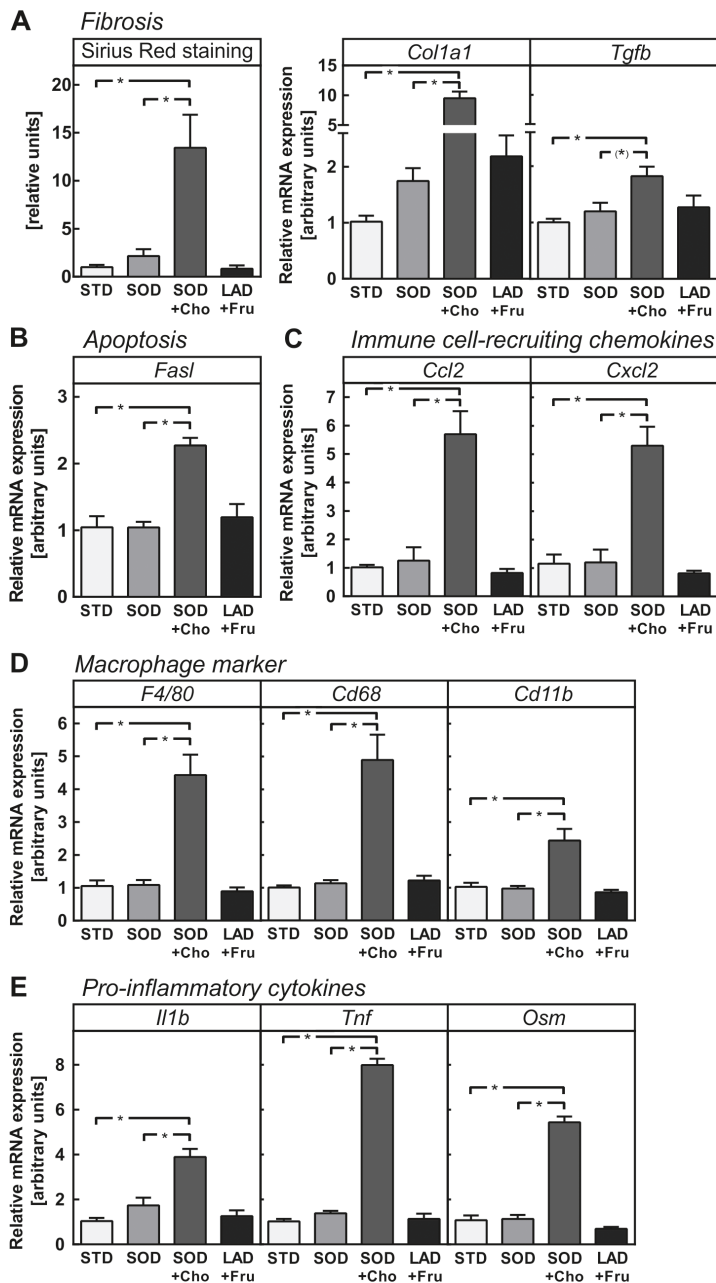 A Fibrosis
Sirius Red staining
[relative units]
20
15
10
5
0
* *
STD SOD SOD +Cho LAD +Fru
Relative mRNA expression
[arbitrary units]
Col1a1 Tgfb
15
10
5
2
1
0
* *
* (*)
STD SOD SOD +Cho LAD +Fru STD SOD SOD +Cho LAD +Fru
B Apoptosis
Fasl
Relative mRNA expression
[arbitrary units]
3
2
1
0
* *
STD SOD SOD +Cho LAD +Fru
C Immune cell-recruiting chemokines
Ccl2 Cxcl2
Relative mRNA expression
[arbitrary units]
7
6
5
4
3
2
1
0
* *
* *
STD SOD SOD +Cho LAD +Fru STD SOD SOD +Cho LAD +Fru
D Macrophage marker
F4/80 Cd68 Cd11b
Relative mRNA expression
[arbitrary units]
6
5
4
3
2
1
0
* *
* *
* *
STD SOD SOD +Cho LAD +Fru STD SOD SOD +Cho LAD +Fru STD SOD SOD +Cho LAD +Fru
E Pro-inflammatory cytokines
Il1b Tnf Osm
Relative mRNA expression
[arbitrary units]
8
6
4
2
0
* *
* *
* *
STD SOD SOD +Cho LAD +Fru STD SOD SOD +Cho LAD +Fru STD SOD SOD +Cho LAD +Fru